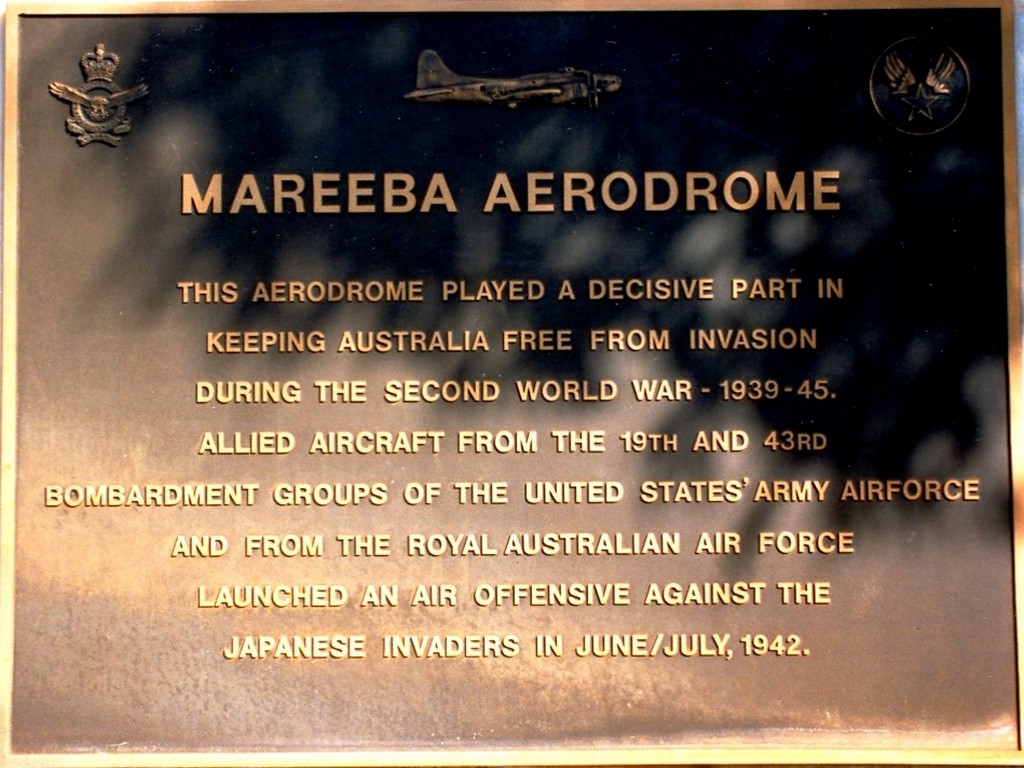 MAREEBA AERODROME
THIS AERODROME PLAYED A DECISIVE PART IN
KEEPING AUSTRALIA FREE FROM INVASION
DURING THE SECOND WORLD WAR - 1939-45.
ALLIED AIRCRAFT FROM THE 19TH AND 43RD
BOMBARDMENT GROUPS OF THE UNITED STATES' ARMY AIRFORCE
AND FROM THE ROYAL AUSTRALIAN AIR FORCE
LAUNCHED AN AIR OFFENSIVE AGAINST THE
JAPANESE INVADERS IN JUNE/JULY, 1942.